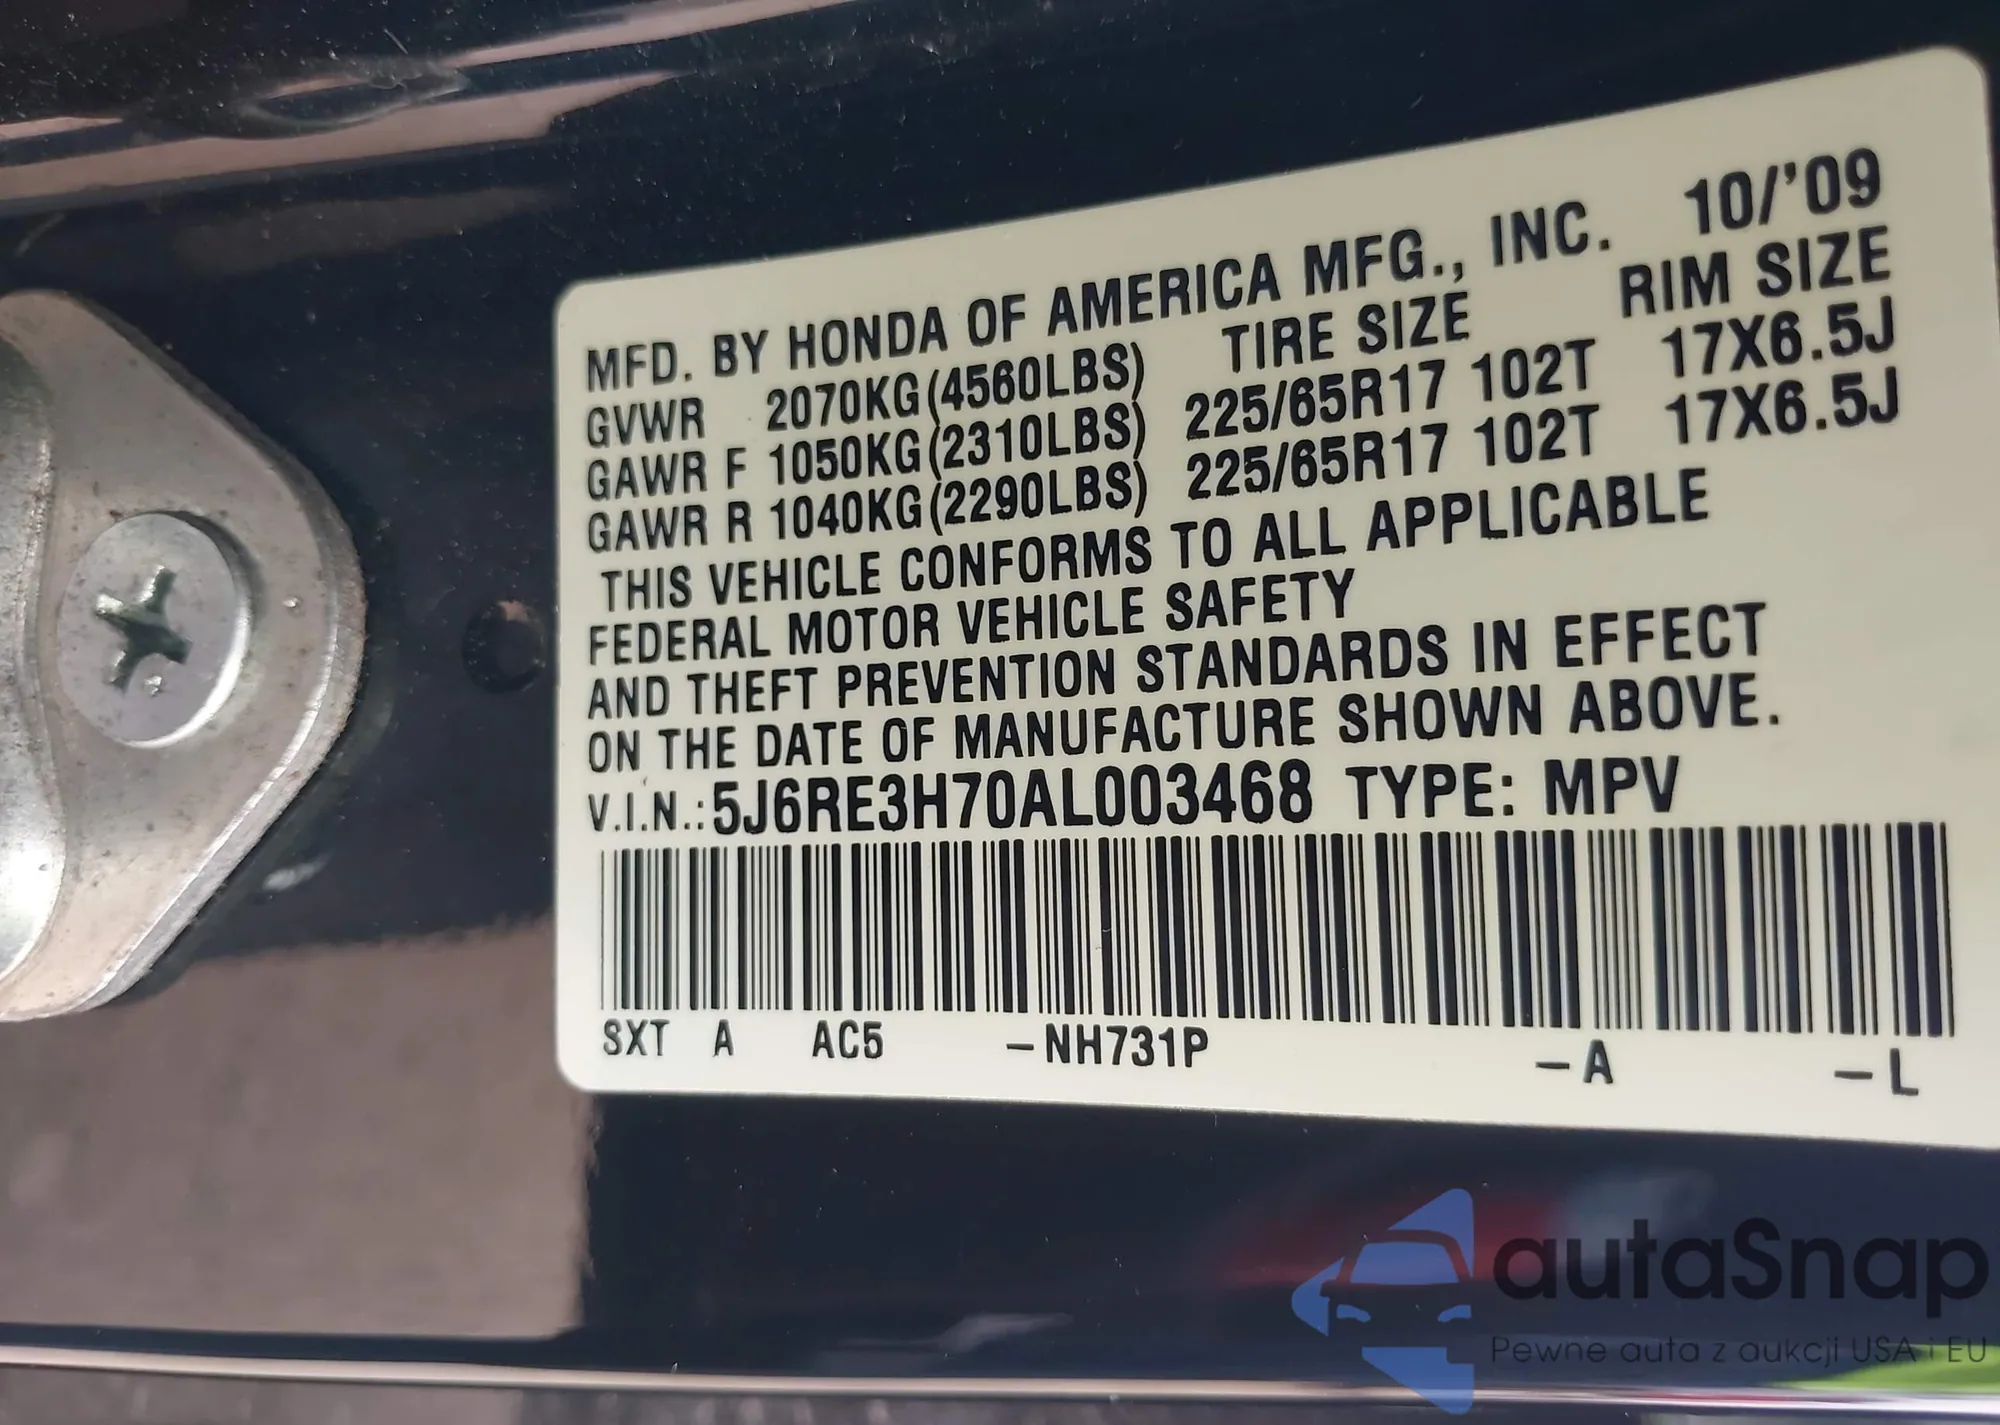 MFD. BY HONDA OF AMERICA MFG., INC. 10/'09
TIRE SIZE RIM SIZE
GVWR 2070KG(4560LBS)
GAWR F 1050KG(2310LBS) 225/65R17 102T 17X6.5J
GAWR R 1040KG(2290LBS) 225/65R17 102T 17X6.5J
THIS VEHICLE CONFORMS TO ALL APPLICABLE
FEDERAL MOTOR VEHICLE SAFETY
AND THEFT PREVENTION STANDARDS IN EFFECT
ON THE DATE OF MANUFACTURE SHOWN ABOVE.
V.I.N.:5J6RE3H70AL003468 TYPE: MPV
SXT A AC5 -NH731P -A -L
autaSnap
Pewne auta z aukcji USA i EU